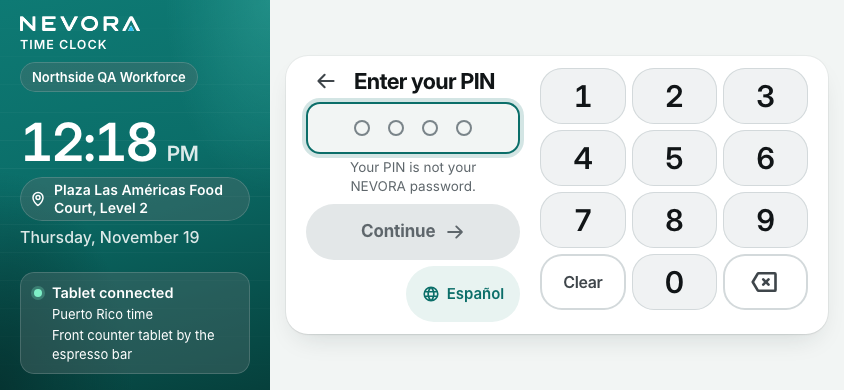 NEVORA
TIME CLOCK
Northside QA Workforce
12:18 PM
Plaza Las Américas Food
Court, Level 2
Thursday, November 19
Tablet connected
Puerto Rico time
Front counter tablet by the
espresso bar
Enter your PIN
Your PIN is not your
NEVORA password.
Continue
Español
1 2 3
4 5 6
7 8 9
Clear 0